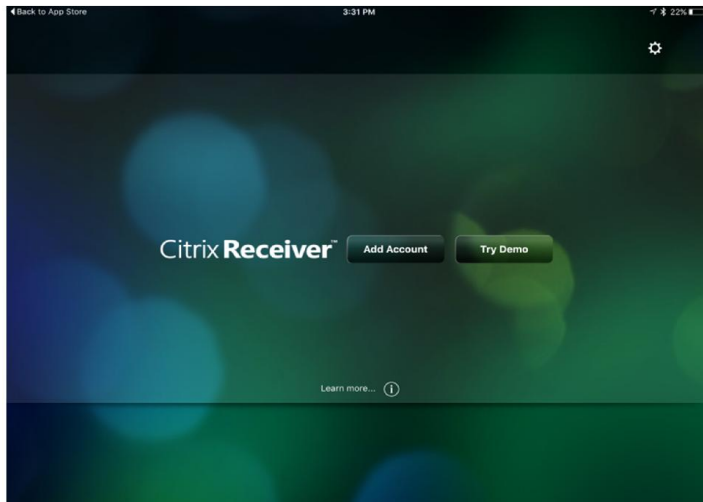 Back to App Store 3:31 PM 22%
Citrix Receiver™ Add Account Try Demo
Learn more... i